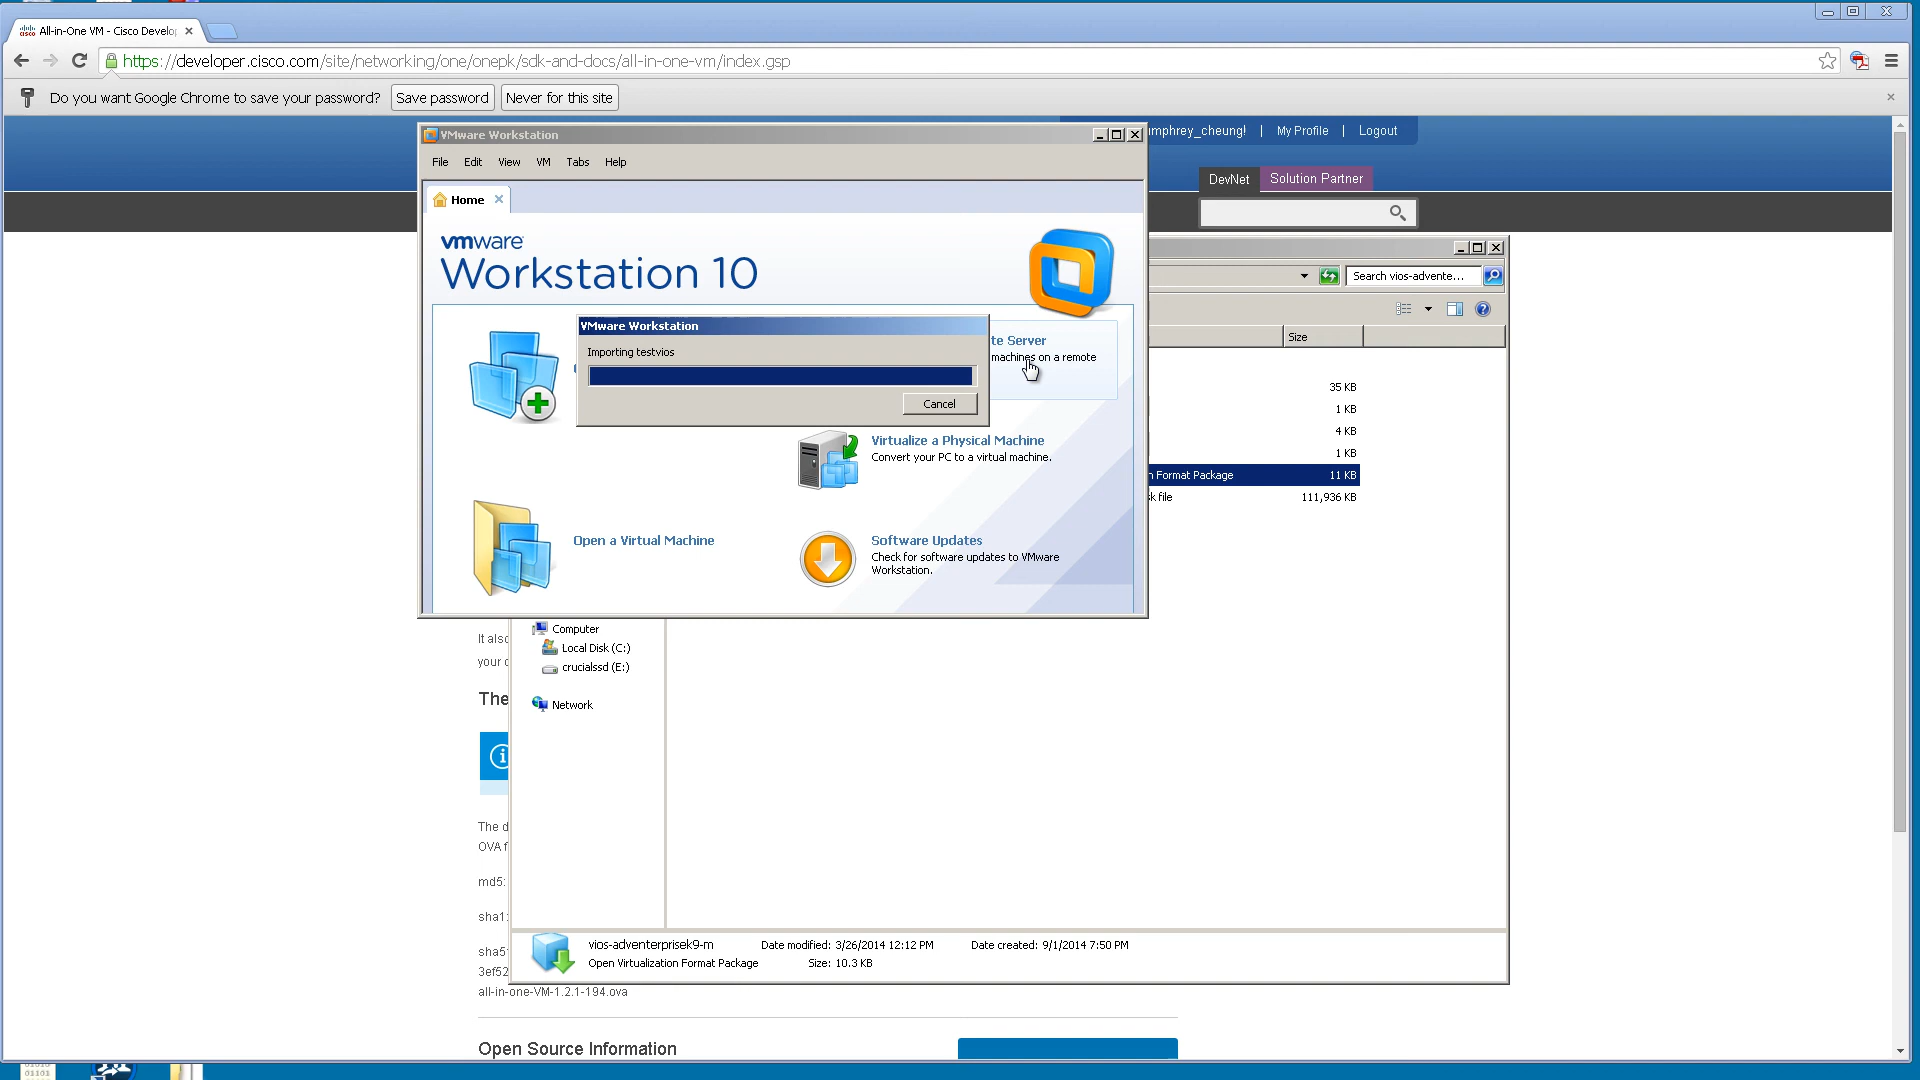 All-in-One VM - Cisco Develo
https://developer.cisco.com/site/networking/one/onepk/sdk-and-docs/all-in-one-vm/index.gsp
Do you want Google Chrome to save your password? Save password Never for this site
umphrey_cheung! | My Profile | Logout
DevNet Solution Partner
VMware Workstation
File Edit View VM Tabs Help
Home
vmware
Workstation 10
VMware Workstation
Importing testvios
Cancel
te Server
machines on a remote
Virtualize a Physical Machine
Convert your PC to a virtual machine.
Open a Virtual Machine
Software Updates
Check for software updates to VMware
Workstation.
Search vios-advente...
Size
35 KB
1 KB
4 KB
1 KB
n Format Package 11 KB
sk file 111,936 KB
Computer
Local Disk (C:)
crucialssd (E:)
Network
It also
your
The
The d
OVA f
md5:
sha1:
sha5
3ef52
all-in-one-VM-1.2.1-194.ova
vios-adventerprisek9-m Date modified: 3/26/2014 12:12 PM Date created: 9/1/2014 7:50 PM
Open Virtualization Format Package Size: 10.3 KB
Open Source Information
01101